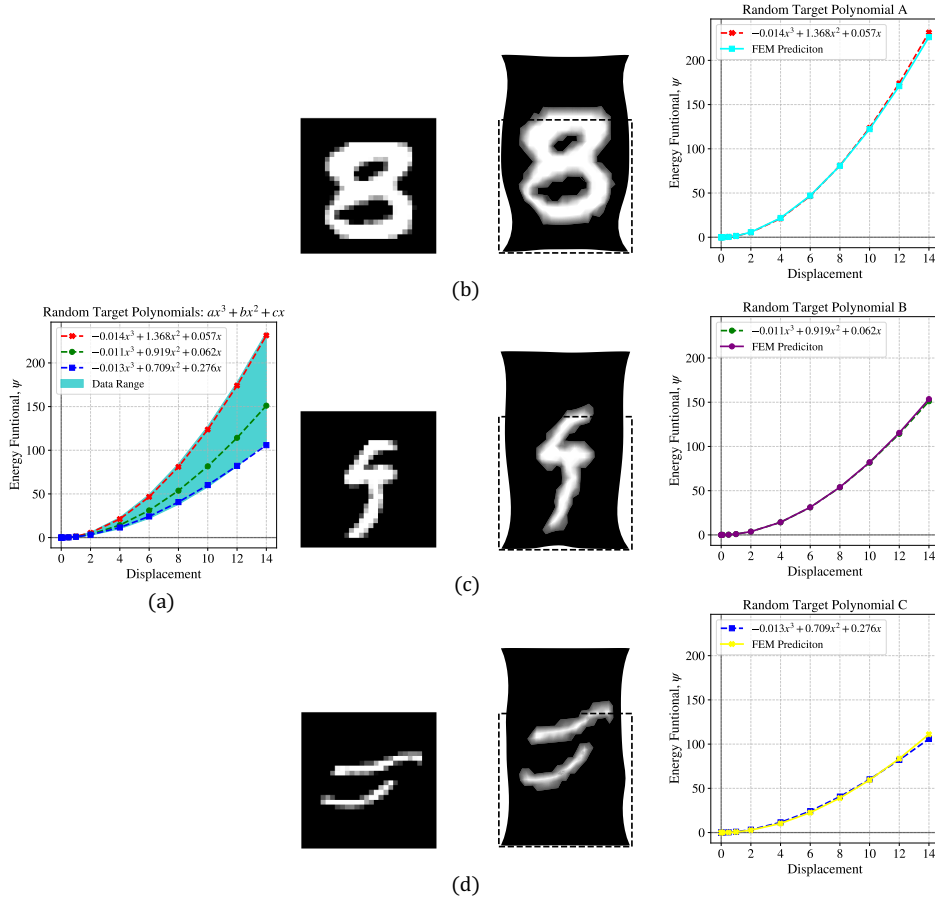 Random Target Polynomial A
−0.014x³ + 1.368x² + 0.057x
FEM Prediciton
Energy Funtional, ψ
200
150
100
50
0
0 2 4 6 8 10 12 14
Displacement
(b)
Random Target Polynomials: ax³ + bx² + cx
−0.014x³ + 1.368x² + 0.057x
−0.011x³ + 0.919x² + 0.062x
−0.013x³ + 0.709x² + 0.276x
Data Range
Energy Funtional, ψ
200
150
100
50
0
0 2 4 6 8 10 12 14
Displacement
(a)
Random Target Polynomial B
−0.011x³ + 0.919x² + 0.062x
FEM Prediciton
Energy Funtional, ψ
200
150
100
50
0
0 2 4 6 8 10 12 14
Displacement
(c)
Random Target Polynomial C
−0.013x³ + 0.709x² + 0.276x
FEM Prediciton
Energy Funtional, ψ
200
150
100
50
0
0 2 4 6 8 10 12 14
Displacement
(d)
8
8